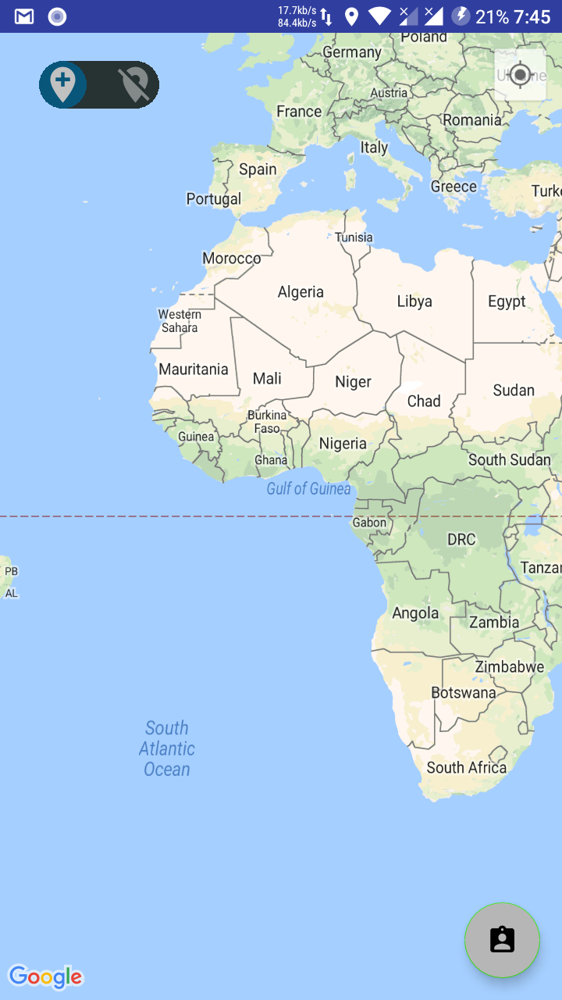 17.7kb/s
84.4kb/s
21% 7:45
Poland
Germany
Austria
France
Romania
Italy
Spain
Greece
Portugal
Tunisia
Morocco
Algeria
Libya
Egypt
Western
Sahara
Mauritania
Mali
Niger
Chad
Sudan
Burkina
Faso
Guinea
Nigeria
Ghana
South Sudan
Gulf of Guinea
Gabon
DRC
PB
AL
Tanzan
Angola
Zambia
Zimbabwe
Botswana
South
Atlantic
Ocean
South Africa
Google